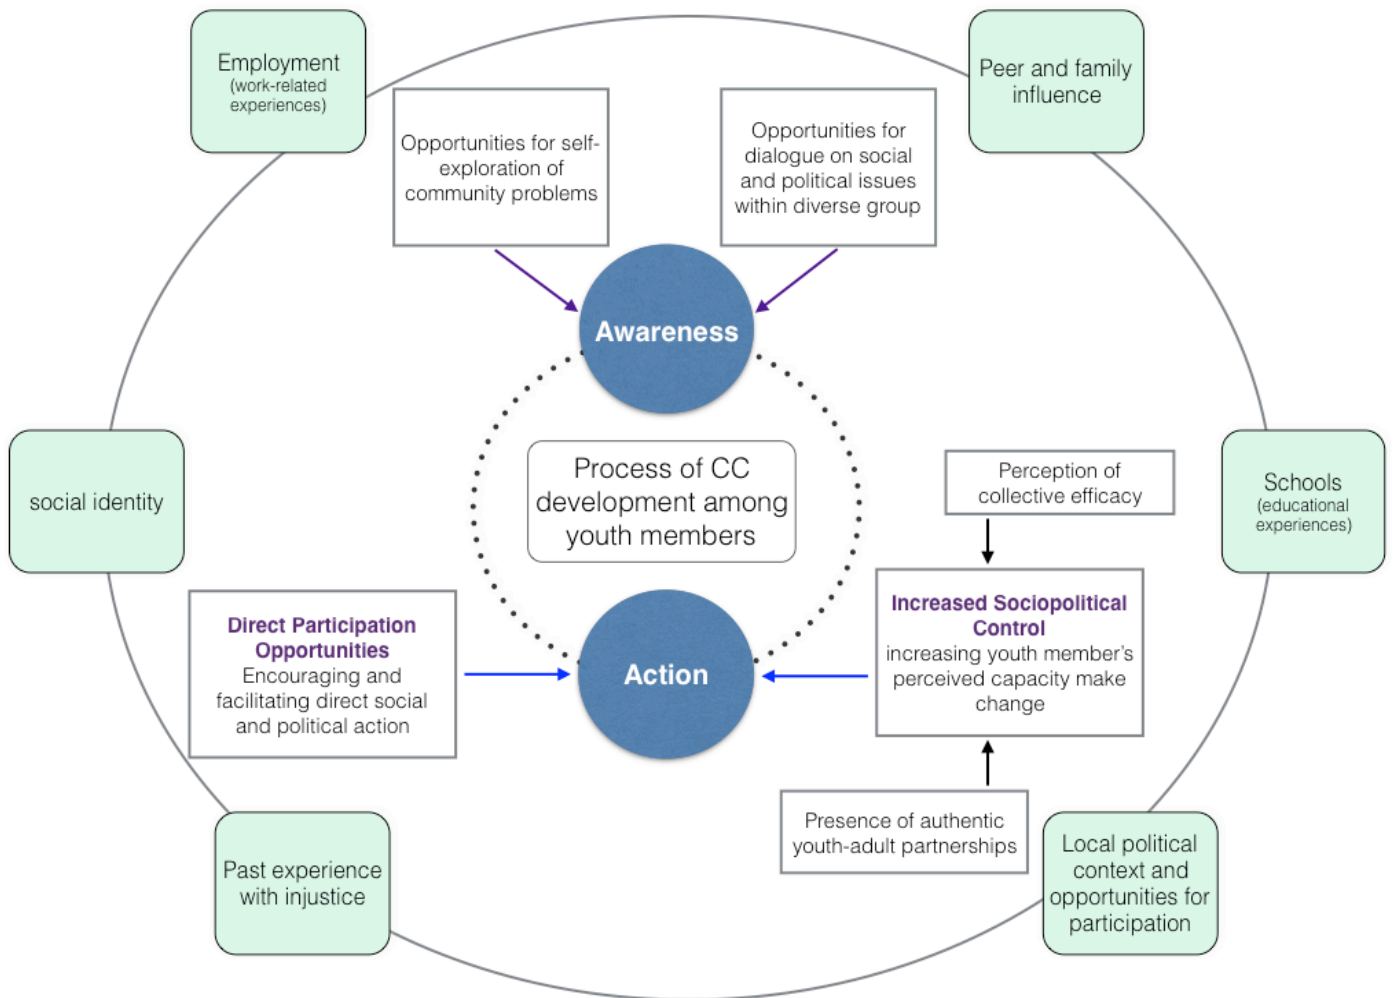 Employment
(work-related
experiences)
Peer and family
influence
Opportunities for self-
exploration of
community problems
Opportunities for
dialogue on social
and political issues
within diverse group
Awareness
social identity
Process of CC
development among
youth members
Perception of
collective efficacy
Schools
(educational
experiences)
Direct Participation
Opportunities
Encouraging and
facilitating direct social
and political action
Action
Increased Sociopolitical
Control
increasing youth member's
perceived capacity make
change
Past experience
with injustice
Presence of authentic
youth-adult partnerships
Local political
context and
opportunities for
participation